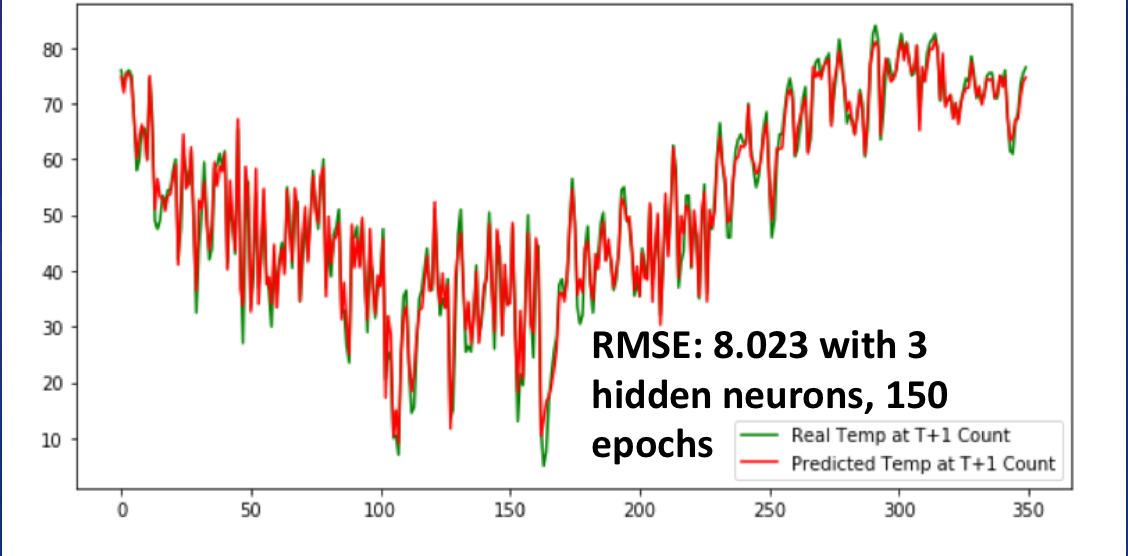 80
70
60
50
40
30
20
10
RMSE: 8.023 with 3
hidden neurons, 150
epochs
Real Temp at T+1 Count
Predicted Temp at T+1 Count
0 50 100 150 200 250 300 350